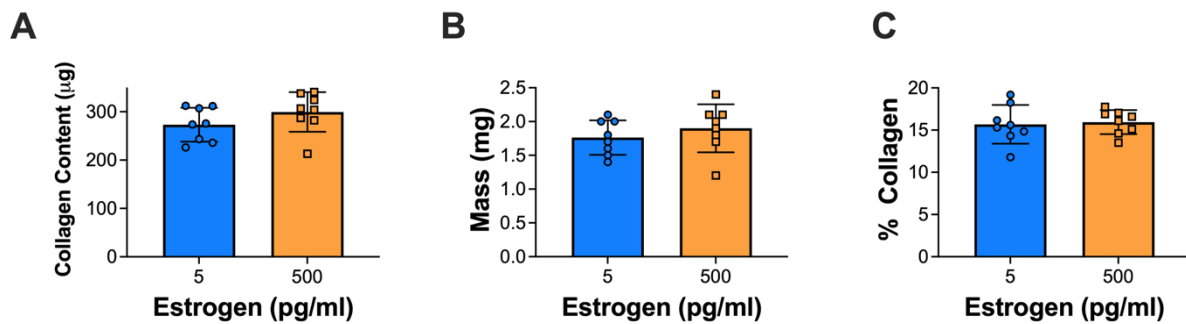 A
Collagen Content (µg)
300
200
100
0
5
500
Estrogen (pg/ml)
B
Mass (mg)
2.5
2.0
1.5
1.0
0.5
0.0
5
500
Estrogen (pg/ml)
C
% Collagen
20
15
10
5
0
5
500
Estrogen (pg/ml)